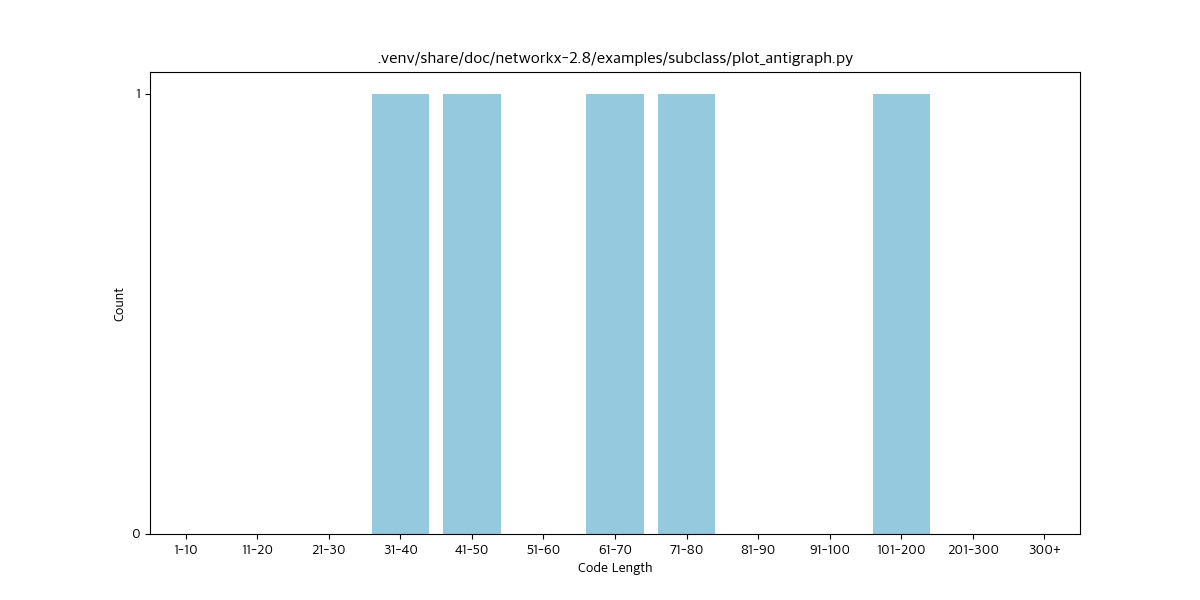 .venv/share/doc/networkx-2.8/examples/subclass/plot_antigraph.py
1
0
Count
1-10 11-20 21-30 31-40 41-50 51-60 61-70 71-80 81-90 91-100 101-200 201-300 300+
Code Length